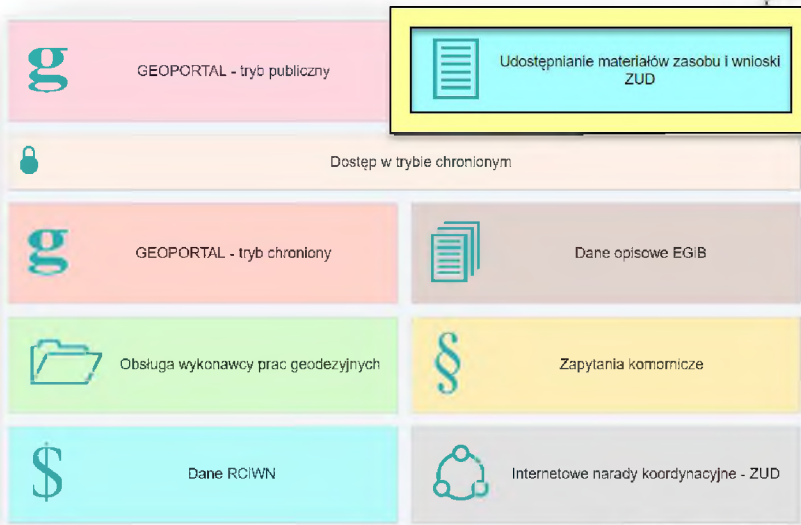 GEOPORTAL - tryb publiczny
Udostępnianie materiałów zasobu i wnioski
ZUD
Dostęp w trybie chronionym
GEOPORTAL - tryb chroniony
Dane opisowe EGiB
Obsługa wykonawcy prac geodezyjnych
Zapytania komornicze
Dane RCiWN
Internetowe narady koordynacyjne - ZUD